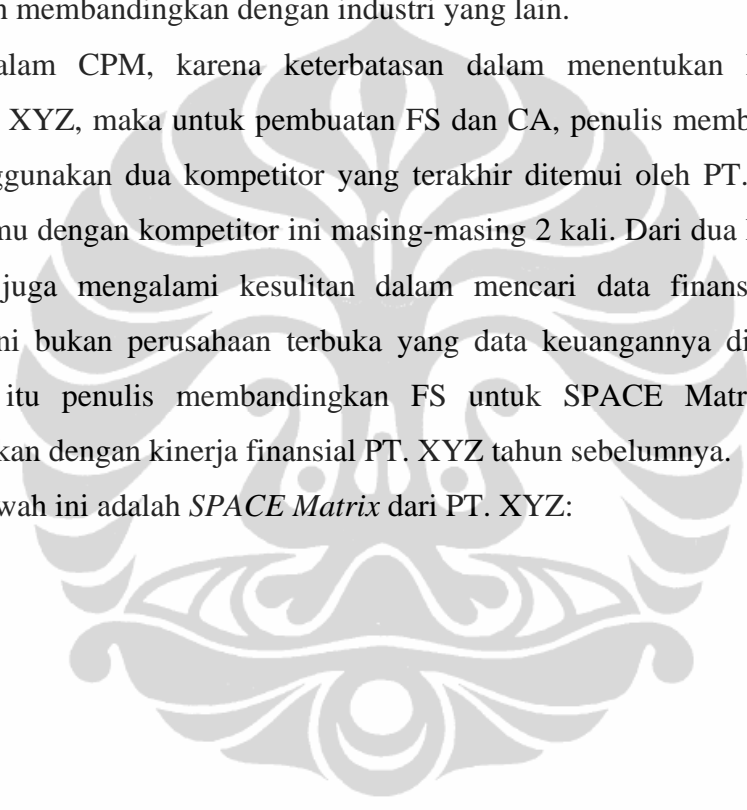 membandingkan dengan industri yang lain.
alam CPM, karena keterbatasan dalam menentukan
XYZ, maka untuk pembuatan FS dan CA, penulis memb
ggunakan dua kompetitor yang terakhir ditemui oleh PT.
mu dengan kompetitor ini masing-masing 2 kali. Dari dua
juga mengalami kesulitan dalam mencari data finans
ni bukan perusahaan terbuka yang data keuangannya di
itu penulis membandingkan FS untuk SPACE Matr
kan dengan kinerja finansial PT. XYZ tahun sebelumnya.
wah ini adalah SPACE Matrix dari PT. XYZ: